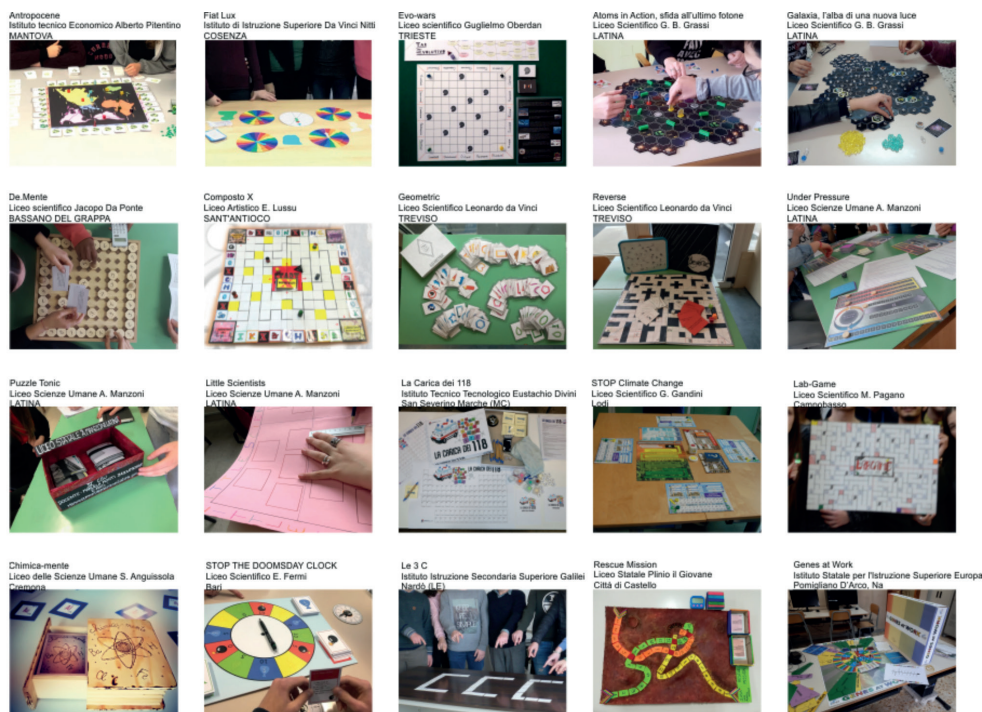 Antropocene
Istituto tecnico Economico Alberto Pitentino
MANTOVA
Fiat Lux
Istituto di Istruzione Superiore Da Vinci Nitti
COSENZA
Evo-wars
Liceo scientifico Guglielmo Oberdan
TRIESTE
Atoms in Action, sfida all'ultimo fotone
Liceo Scientifico G. B. Grassi
LATINA
Galaxia, l'alba di una nuova luce
Liceo Scientifico G. B. Grassi
LATINA
De.Mente
Liceo scientifico Jacopo Da Ponte
BASSANO DEL GRAPPA
Composto X
Liceo Artistico E. Lussu
SANT'ANTIOCO
Geometric
Liceo Scientifico Leonardo da Vinci
TREVISO
Reverse
Liceo Scientifico Leonardo da Vinci
TREVISO
Under Pressure
Liceo Scienze Umane A. Manzoni
LATINA
Puzzle Tonic
Liceo Scienze Umane A. Manzoni
LATINA
Little Scientists
Liceo Scienze Umane A. Manzoni
LATINA
La Carica dei 118
Istituto Tecnico Tecnologico Eustachio Divini
San Severino Marche (MC)
LA CARICA DEI 118
STOP Climate Change
Liceo Scientifico G. Gandini
Lodi
Lab-Game
Liceo Scientifico M. Pagano
Campobasso
Chimica-mente
Liceo delle Scienze Umane S. Anguissola
Cremona
STOP THE DOOMSDAY CLOCK
Liceo Scientifico E. Fermi
Bari
Le 3 C
Istituto Istruzione Secondaria Superiore Galilei
Nardò (LE)
CCC
Rescue Mission
Liceo Statale Plinio il Giovane
Città di Castello
Genes at Work
Istituto Statale per l'Istruzione Superiore Europa
Pomigliano D'Arco, Na